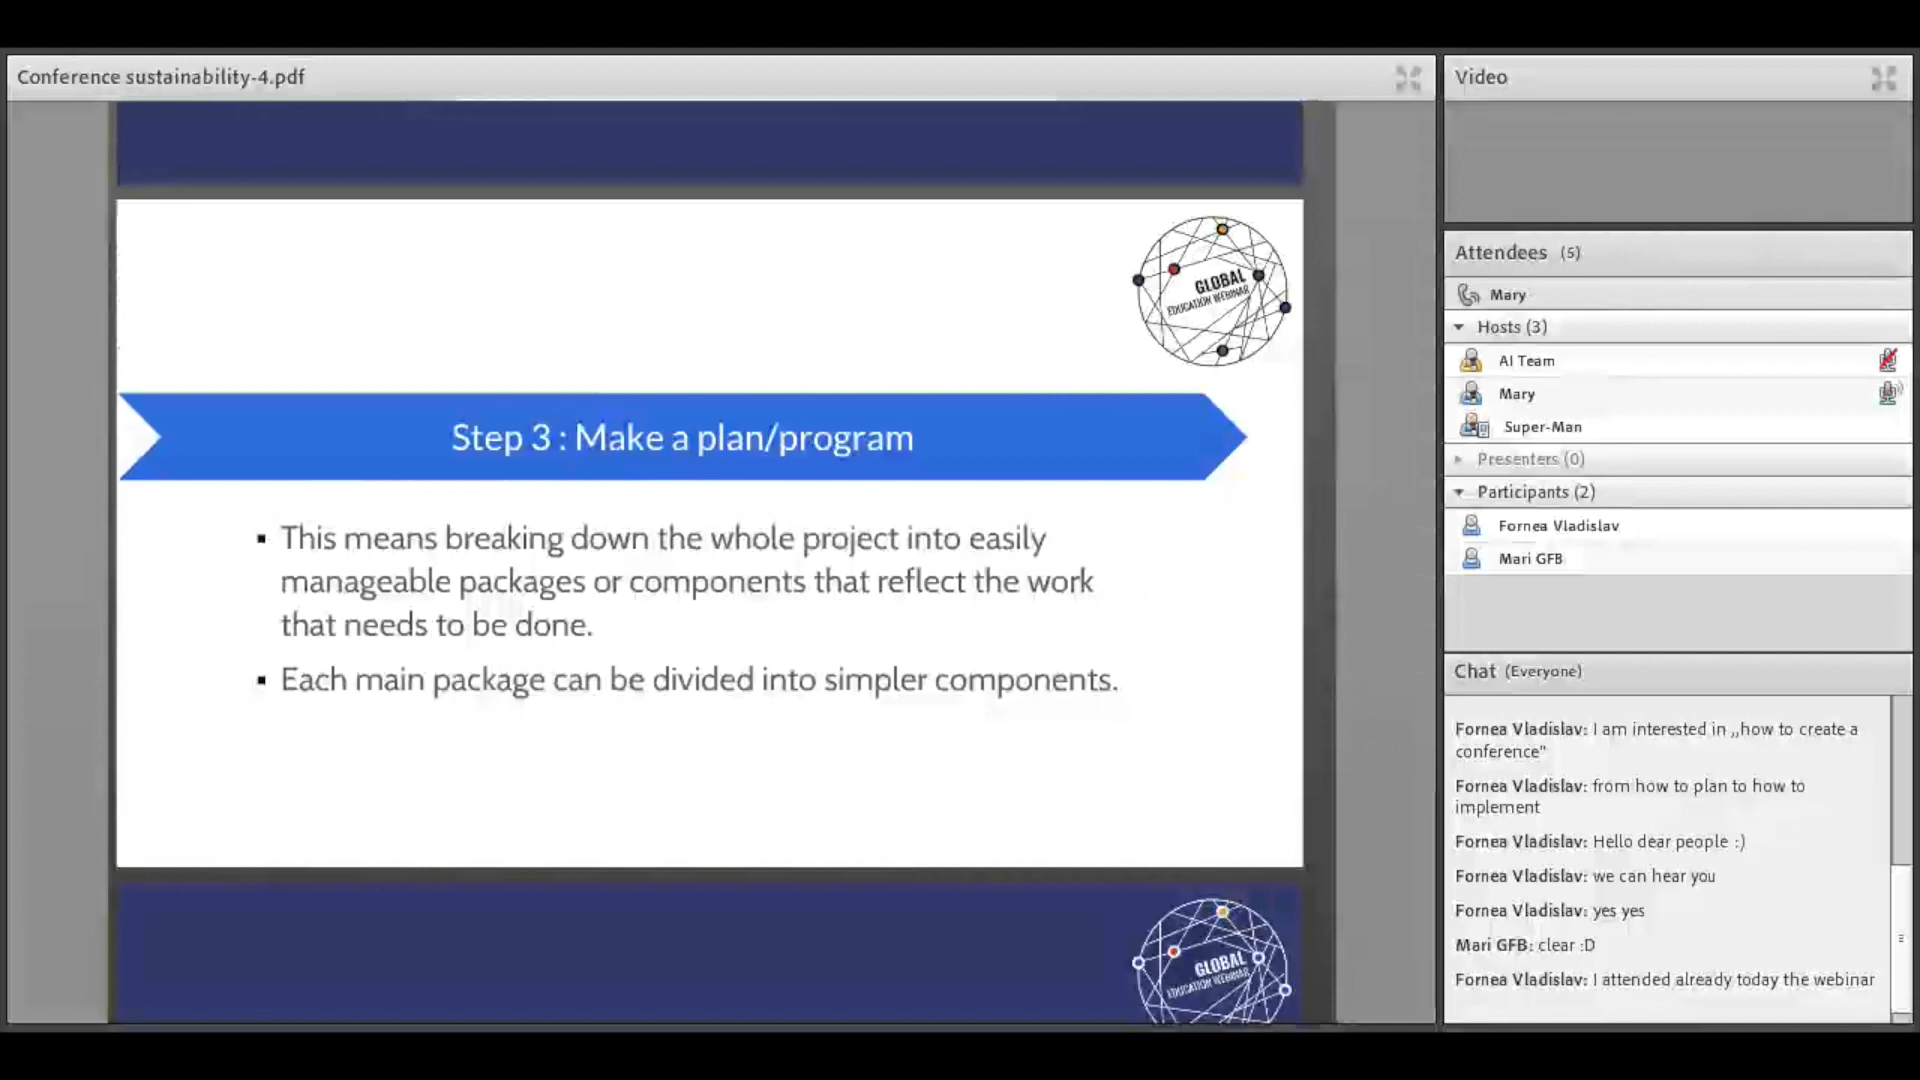 Conference sustainability-4.pdf
GLOBAL
EDUCATION WEBINAR
Step 3 : Make a plan/program
▪ This means breaking down the whole project into easily
manageable packages or components that reflect the work
that needs to be done.
▪ Each main package can be divided into simpler components.
GLOBAL
EDUCATION WEBINAR
Video
Attendees (5)
Mary
Hosts (3)
AI Team
Mary
Super-Man
Presenters (0)
Participants (2)
Fornea Vladislav
Mari GFB
Chat (Everyone)
Fornea Vladislav: I am interested in ,,how to create a
conference"
Fornea Vladislav: from how to plan to how to
implement
Fornea Vladislav: Hello dear people :)
Fornea Vladislav: we can hear you
Fornea Vladislav: yes yes
Mari GFB: clear :D
Fornea Vladislav: I attended already today the webinar